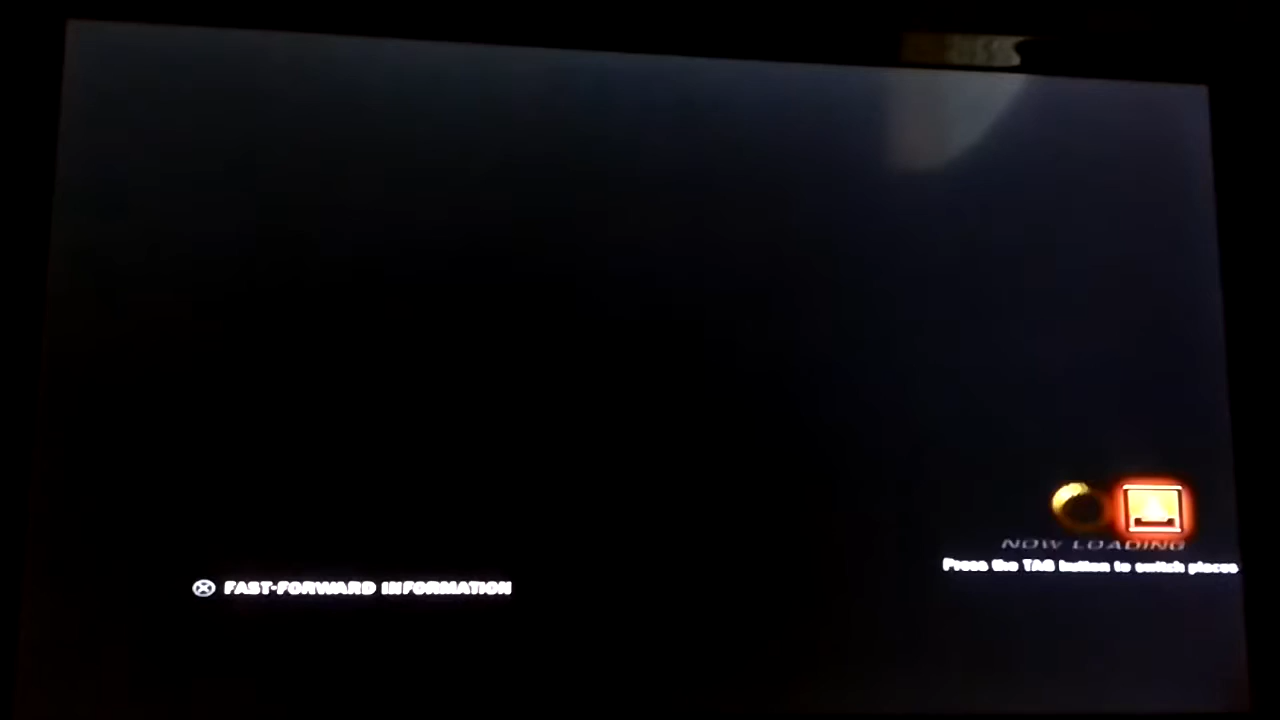 NOW LOADING
Press the TAG button to switch places
FAST-FORWARD INFORMATION